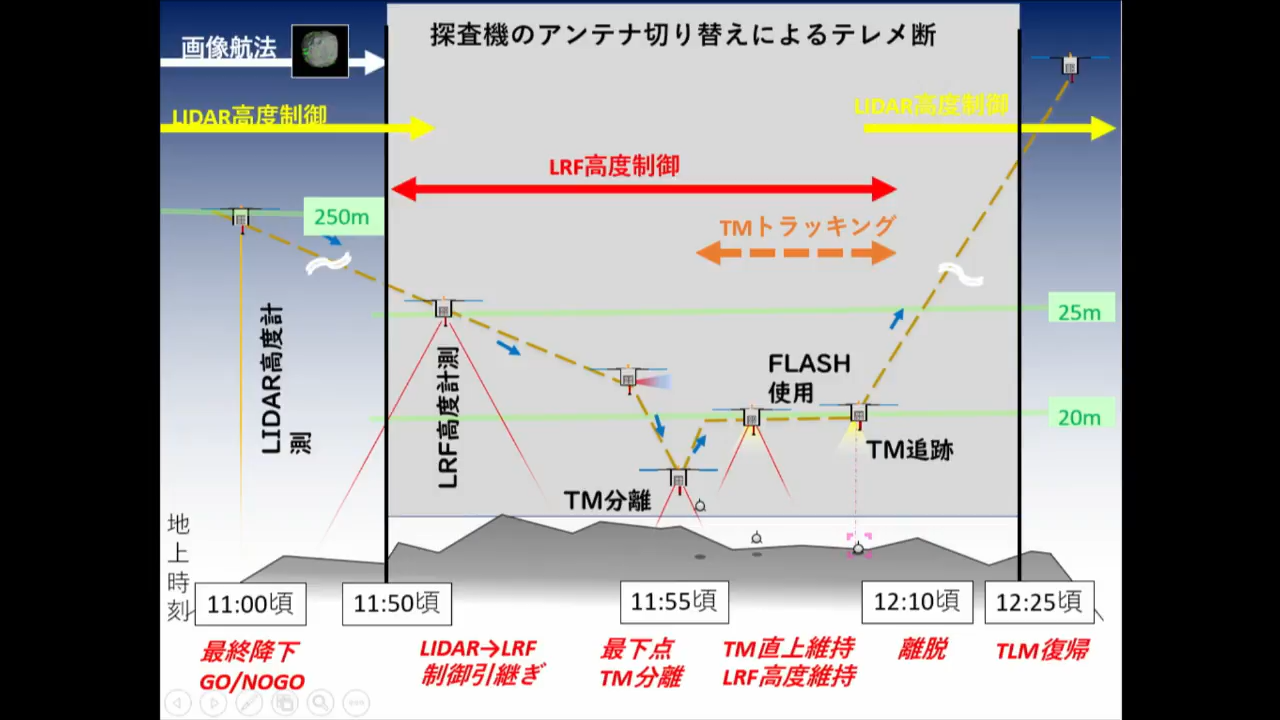 探査機のアンテナ切り替えによるテレメ断
画像航法
LIDAR高度制御
LIDAR高度制御
LRF高度制御
TMトラッキング
250m
25m
20m
LIDAR高度計
測
LRF高度計測
FLASH
使用
TM分離
TM追跡
地
上
時
刻
11:00頃
11:50頃
11:55頃
12:10頃
12:25頃
最終降下
GO/NOGO
LIDAR→LRF
制御引継ぎ
最下点
TM分離
TM直上維持
LRF高度維持
離脱
TLM復帰